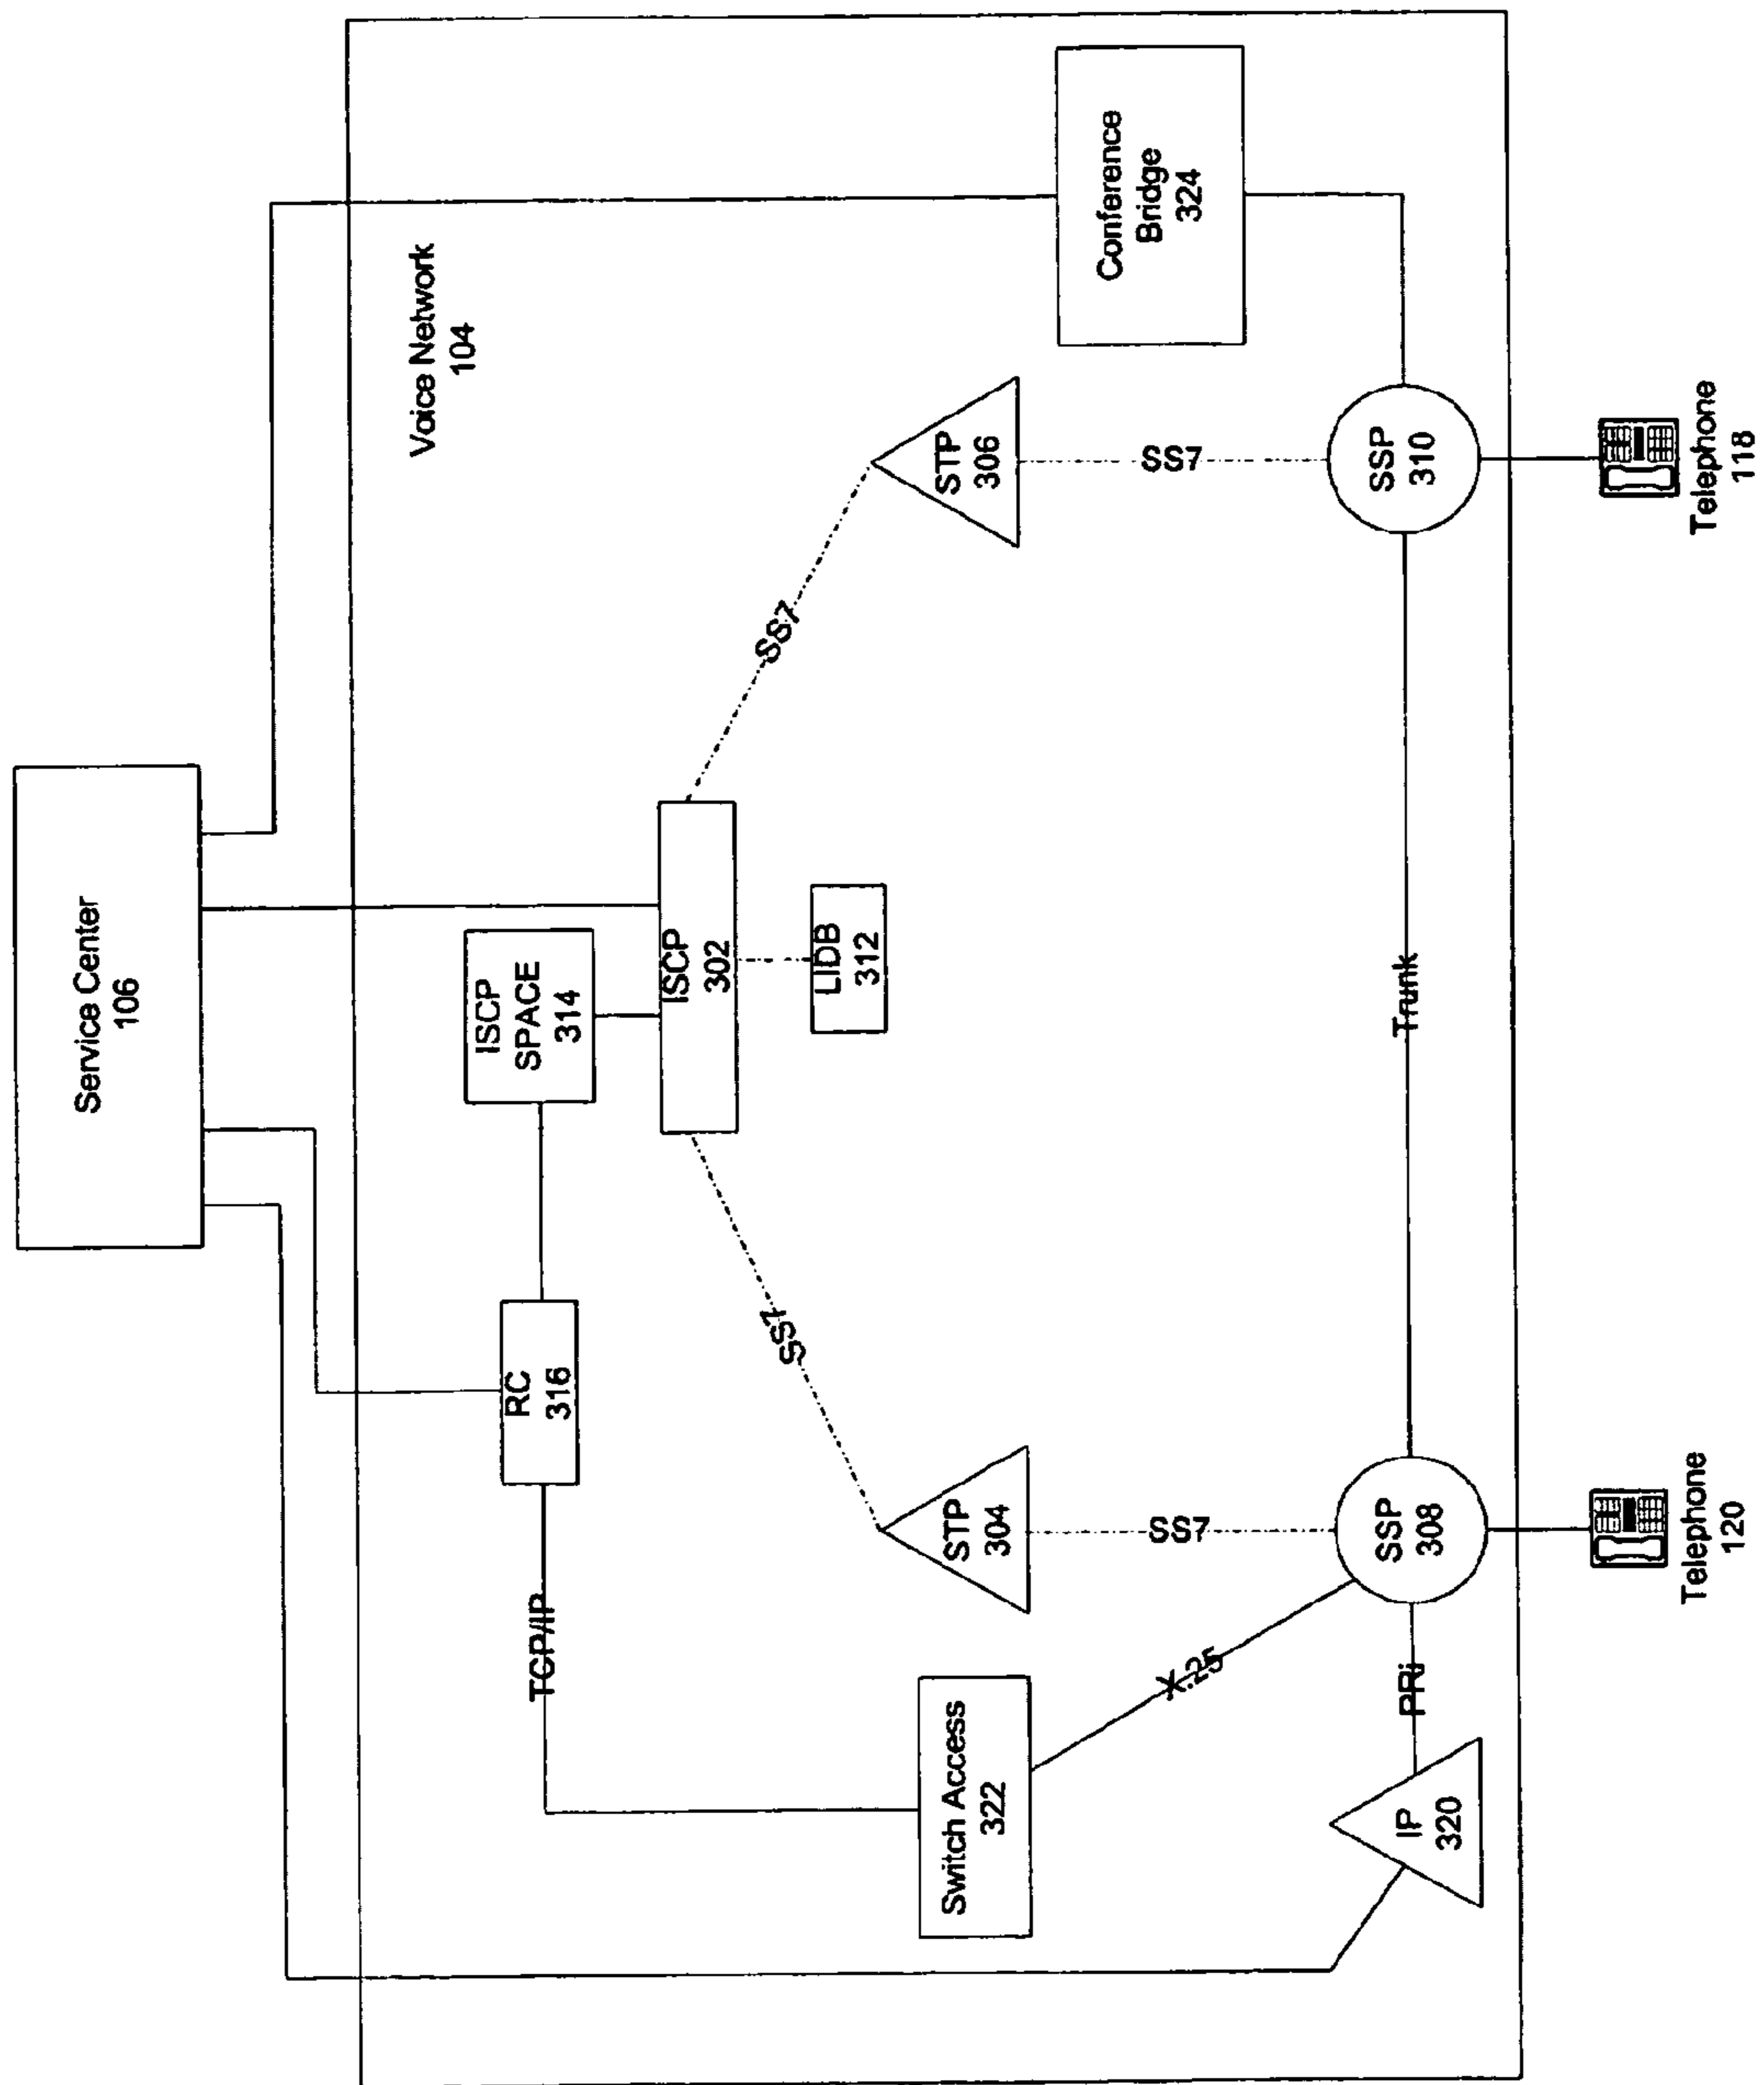 Service Center
106
Voice Network
104
ISCP
SPACE
314
RC
316
ISCP
302
LIDB
312
TCP/IP
SS7
SS7
STP
304
STP
306
Switch Access
322
Conference
Bridge
324
X.25
SS7
SS7
IP
320
PRI
SSP
308
Trunk
SSP
310
Telephone
120
Telephone
118